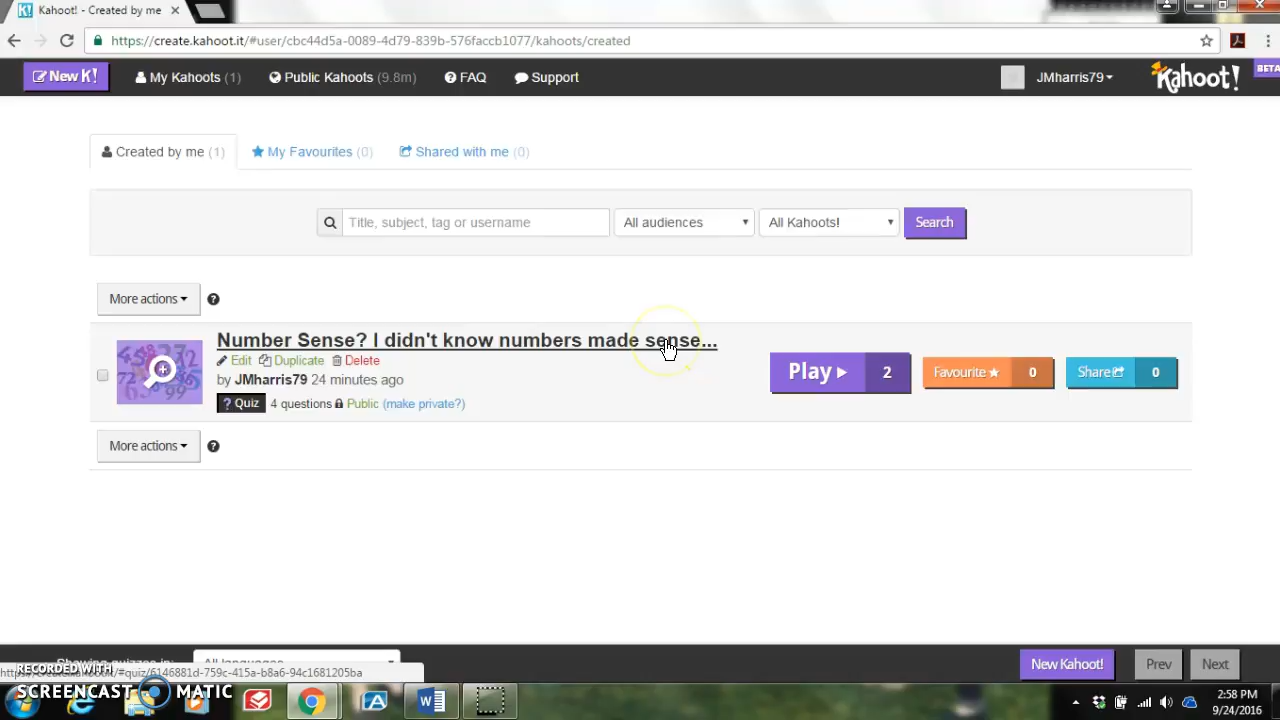 Kahoot! - Created by me
https://create.kahoot.it/#user/cbc44d5a-0089-4d79-839b-576faccb1077/kahoots/created
New K! My Kahoots (1) Public Kahoots (9.8m) FAQ Support JMharris79 Kahoot! BETA
Created by me (1) My Favourites (0) Shared with me (0)
Title, subject, tag or username All audiences All Kahoots! Search
More actions
Number Sense? I didn't know numbers made sense...
Edit Duplicate Delete
by JMharris79 24 minutes ago
Play 2 Favourite 0 Share 0
? Quiz 4 questions Public (make private?)
More actions
New Kahoot! Prev Next
RECORDED WITH
SCREENCAST MATIC
2:58 PM
9/24/2016